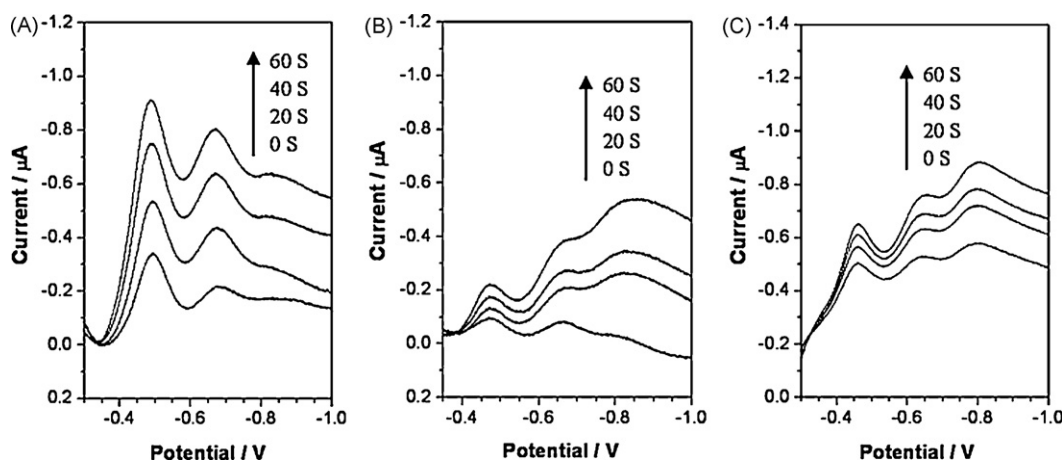 (A)
-1.2
-1.0
-0.8
-0.6
-0.4
-0.2
0.0
0.2
Current / μA
60 S
40 S
20 S
0 S
-0.4 -0.6 -0.8 -1.0
Potential / V
(B)
-1.2
-1.0
-0.8
-0.6
-0.4
-0.2
0.0
0.2
Current / μA
60 S
40 S
20 S
0 S
-0.4 -0.6 -0.8 -1.0
Potential / V
(C)
-1.4
-1.2
-1.0
-0.8
-0.6
-0.4
-0.2
0.0
Current / μA
60 S
40 S
20 S
0 S
-0.4 -0.6 -0.8 -1.0
Potential / V